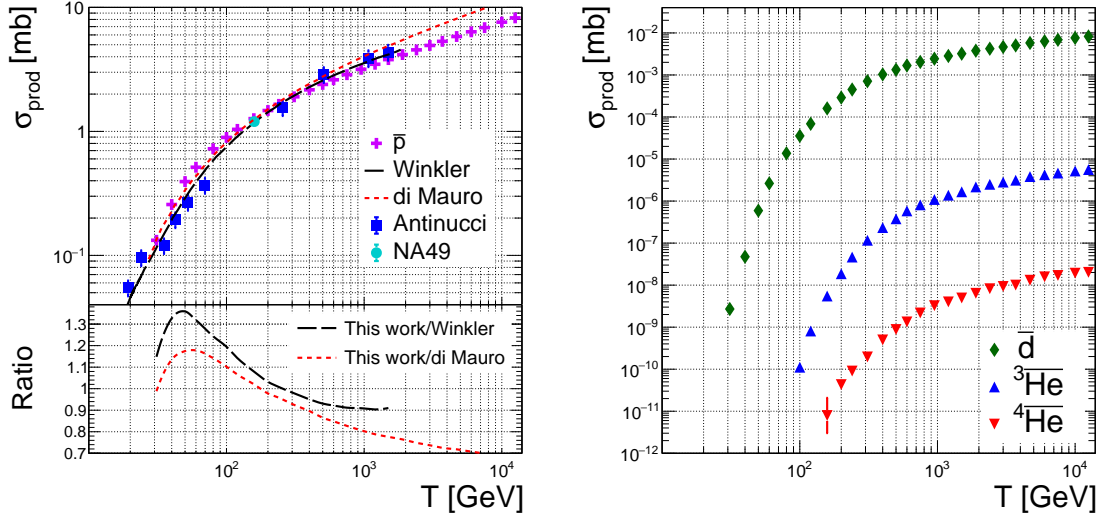 σprod [mb]
10
1
10⁻¹
p̅
Winkler
di Mauro
Antinucci
NA49
Ratio
1.3
1.2
1.1
1
0.9
0.8
0.7
This work/Winkler
This work/di Mauro
10² 10³ 10⁴
T [GeV]
σprod [mb]
10⁻²
10⁻³
10⁻⁴
10⁻⁵
10⁻⁶
10⁻⁷
10⁻⁸
10⁻⁹
10⁻¹⁰
10⁻¹¹
10⁻¹²
d̅
³H̅e̅
⁴H̅e̅
10² 10³ 10⁴
T [GeV]